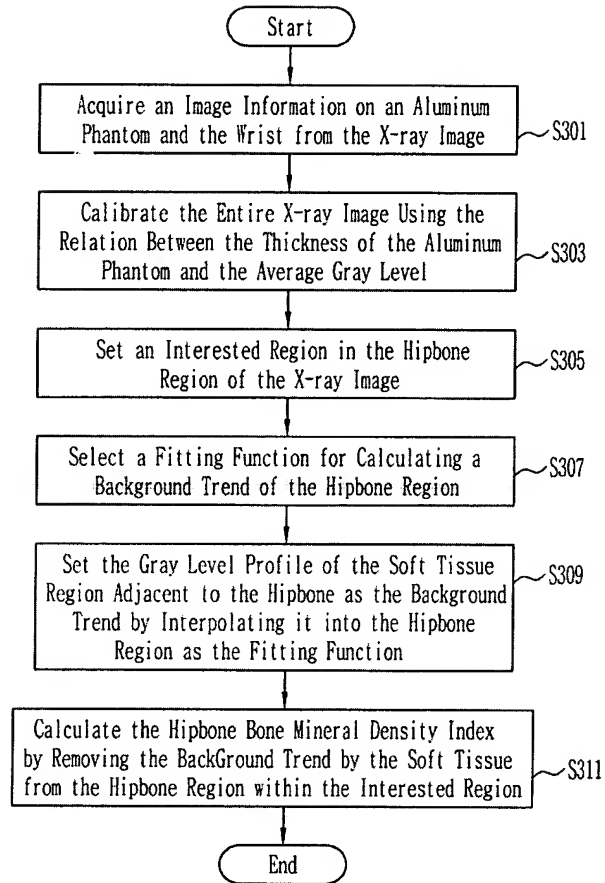 Start
Acquire an Image Information on an Aluminum
Phantom and the Wrist from the X-ray Image
S301
Calibrate the Entire X-ray Image Using the
Relation Between the Thickness of the Aluminum
Phantom and the Average Gray Level
S303
Set an Interested Region in the Hipbone
Region of the X-ray Image
S305
Select a Fitting Function for Calculating a
Background Trend of the Hipbone Region
S307
Set the Gray Level Profile of the Soft Tissue
Region Adjacent to the Hipbone as the Background
Trend by Interpolating it into the Hipbone
Region as the Fitting Function
S309
Calculate the Hipbone Bone Mineral Density Index
by Removing the BackGround Trend by the Soft Tissue
from the Hipbone Region within the Interested Region
S311
End